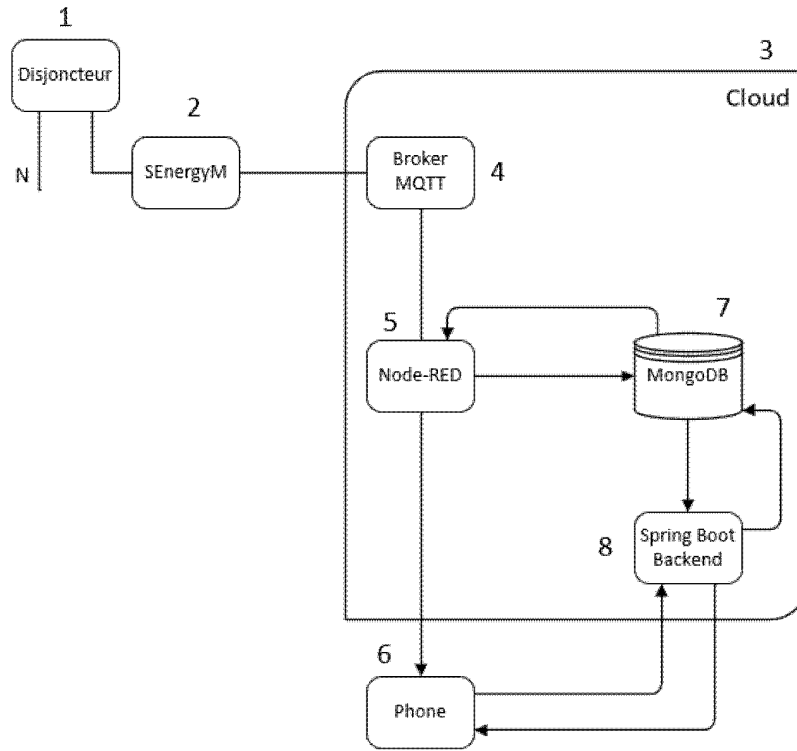 1
Disjoncteur
3
Cloud
2
N
SEnergyM
Broker
MQTT
4
5
7
Node-RED
MongoDB
8
Spring Boot
Backend
6
Phone